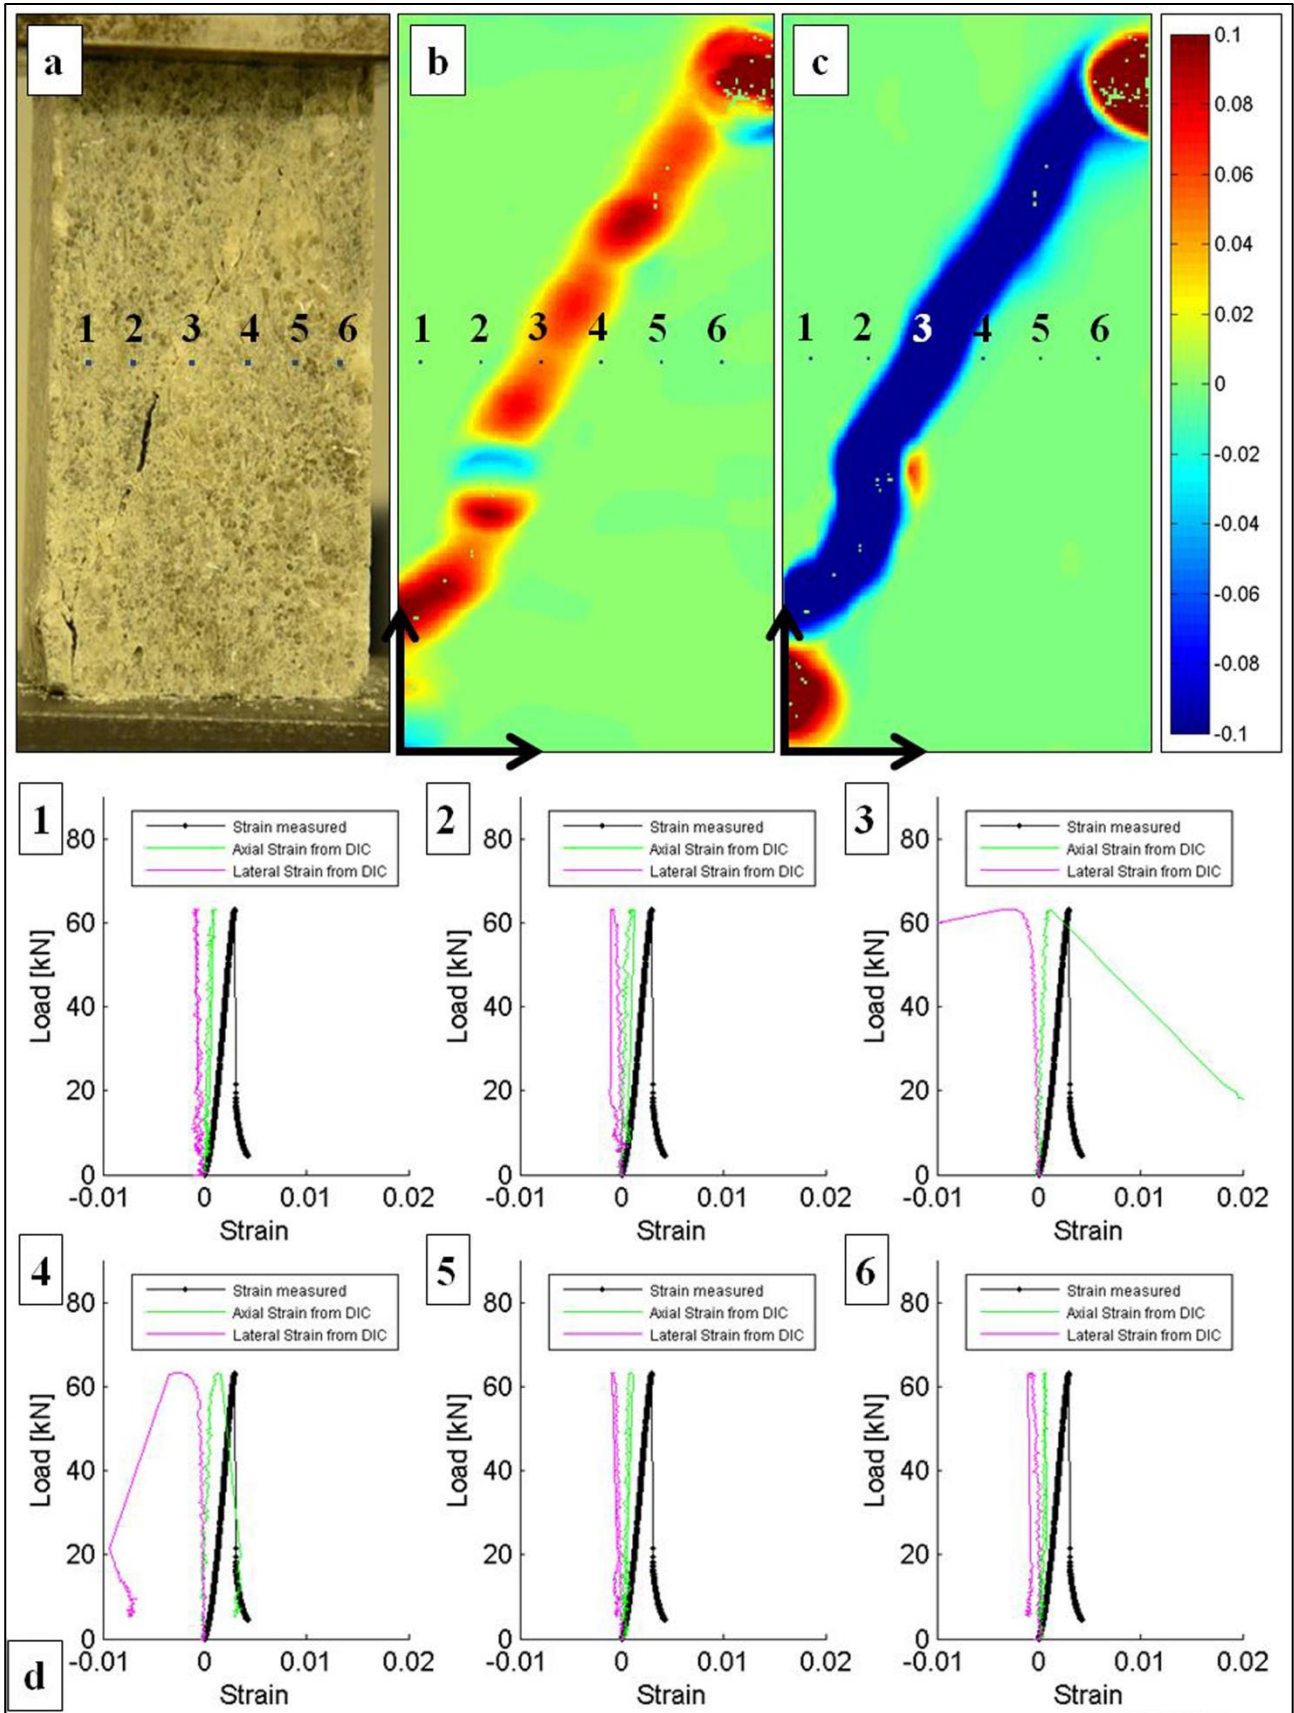 a
b
c
1 2 3 4 5 6
1 2 3 4 5 6
1 2 3 4 5 6
0.1
0.08
0.06
0.04
0.02
0
-0.02
-0.04
-0.06
-0.08
-0.1
1
Strain measured
Axial Strain from DIC
Lateral Strain from DIC
80
60
40
20
0
Load [kN]
-0.01 0 0.01 0.02
Strain
2
Strain measured
Axial Strain from DIC
Lateral Strain from DIC
80
60
40
20
0
Load [kN]
-0.01 0 0.01 0.02
Strain
3
Strain measured
Axial Strain from DIC
Lateral Strain from DIC
80
60
40
20
0
Load [kN]
-0.01 0 0.01 0.02
Strain
4
Strain measured
Axial Strain from DIC
Lateral Strain from DIC
80
60
40
20
0
Load [kN]
-0.01 0 0.01 0.02
Strain
5
Strain measured
Axial Strain from DIC
Lateral Strain from DIC
80
60
40
20
0
Load [kN]
-0.01 0 0.01 0.02
Strain
6
Strain measured
Axial Strain from DIC
Lateral Strain from DIC
80
60
40
20
0
Load [kN]
-0.01 0 0.01 0.02
Strain
d